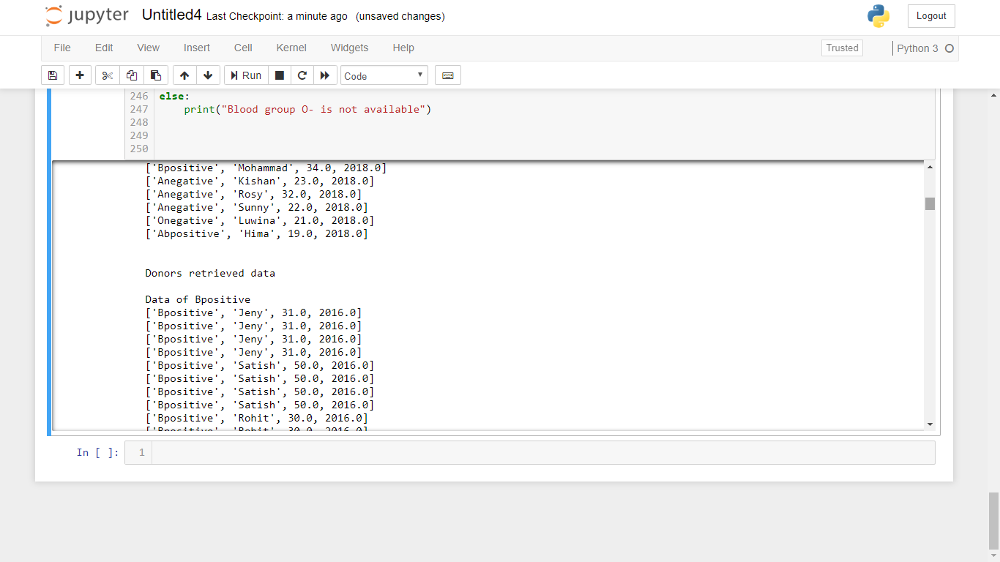 jupyter Untitled4 Last Checkpoint: a minute ago (unsaved changes) Logout
File Edit View Insert Cell Kernel Widgets Help Trusted Python 3
Run Code
246 else:
247 print("Blood group O- is not available")
248
249
250
['Bpositive', 'Mohammad', 34.0, 2018.0]
['Anegative', 'Kishan', 23.0, 2018.0]
['Anegative', 'Rosy', 32.0, 2018.0]
['Anegative', 'Sunny', 22.0, 2018.0]
['Onegative', 'Luwina', 21.0, 2018.0]
['Abpositive', 'Hima', 19.0, 2018.0]
Donors retrieved data
Data of Bpositive
['Bpositive', 'Jeny', 31.0, 2016.0]
['Bpositive', 'Jeny', 31.0, 2016.0]
['Bpositive', 'Jeny', 31.0, 2016.0]
['Bpositive', 'Jeny', 31.0, 2016.0]
['Bpositive', 'Satish', 50.0, 2016.0]
['Bpositive', 'Satish', 50.0, 2016.0]
['Bpositive', 'Satish', 50.0, 2016.0]
['Bpositive', 'Satish', 50.0, 2016.0]
['Bpositive', 'Rohit', 30.0, 2016.0]
['Bpositive', 'Rohit', 30.0, 2016.0]
In [ ]: 1